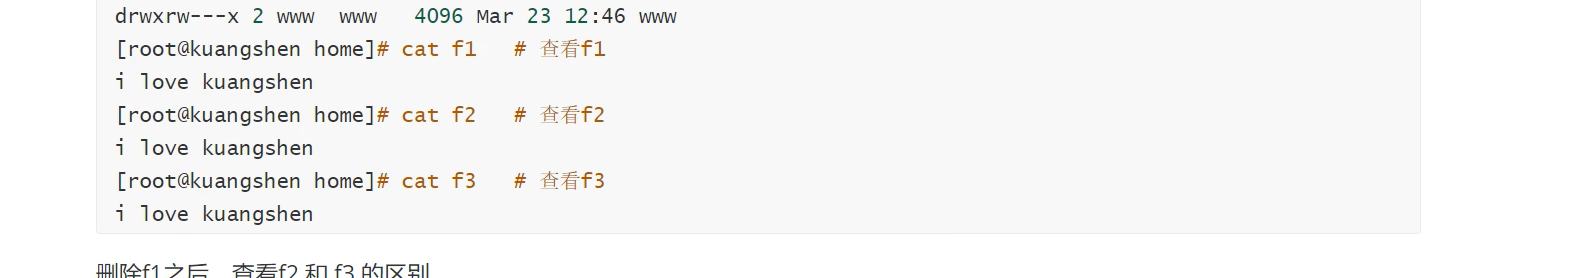 drwxrw---x 2 www  www   4096 Mar 23 12:46 www
[root@kuangshen home]# cat f1   # 查看f1
i love kuangshen
[root@kuangshen home]# cat f2   # 查看f2
i love kuangshen
[root@kuangshen home]# cat f3   # 查看f3
i love kuangshen
删除f1之后，查看f2 和 f3 的区别